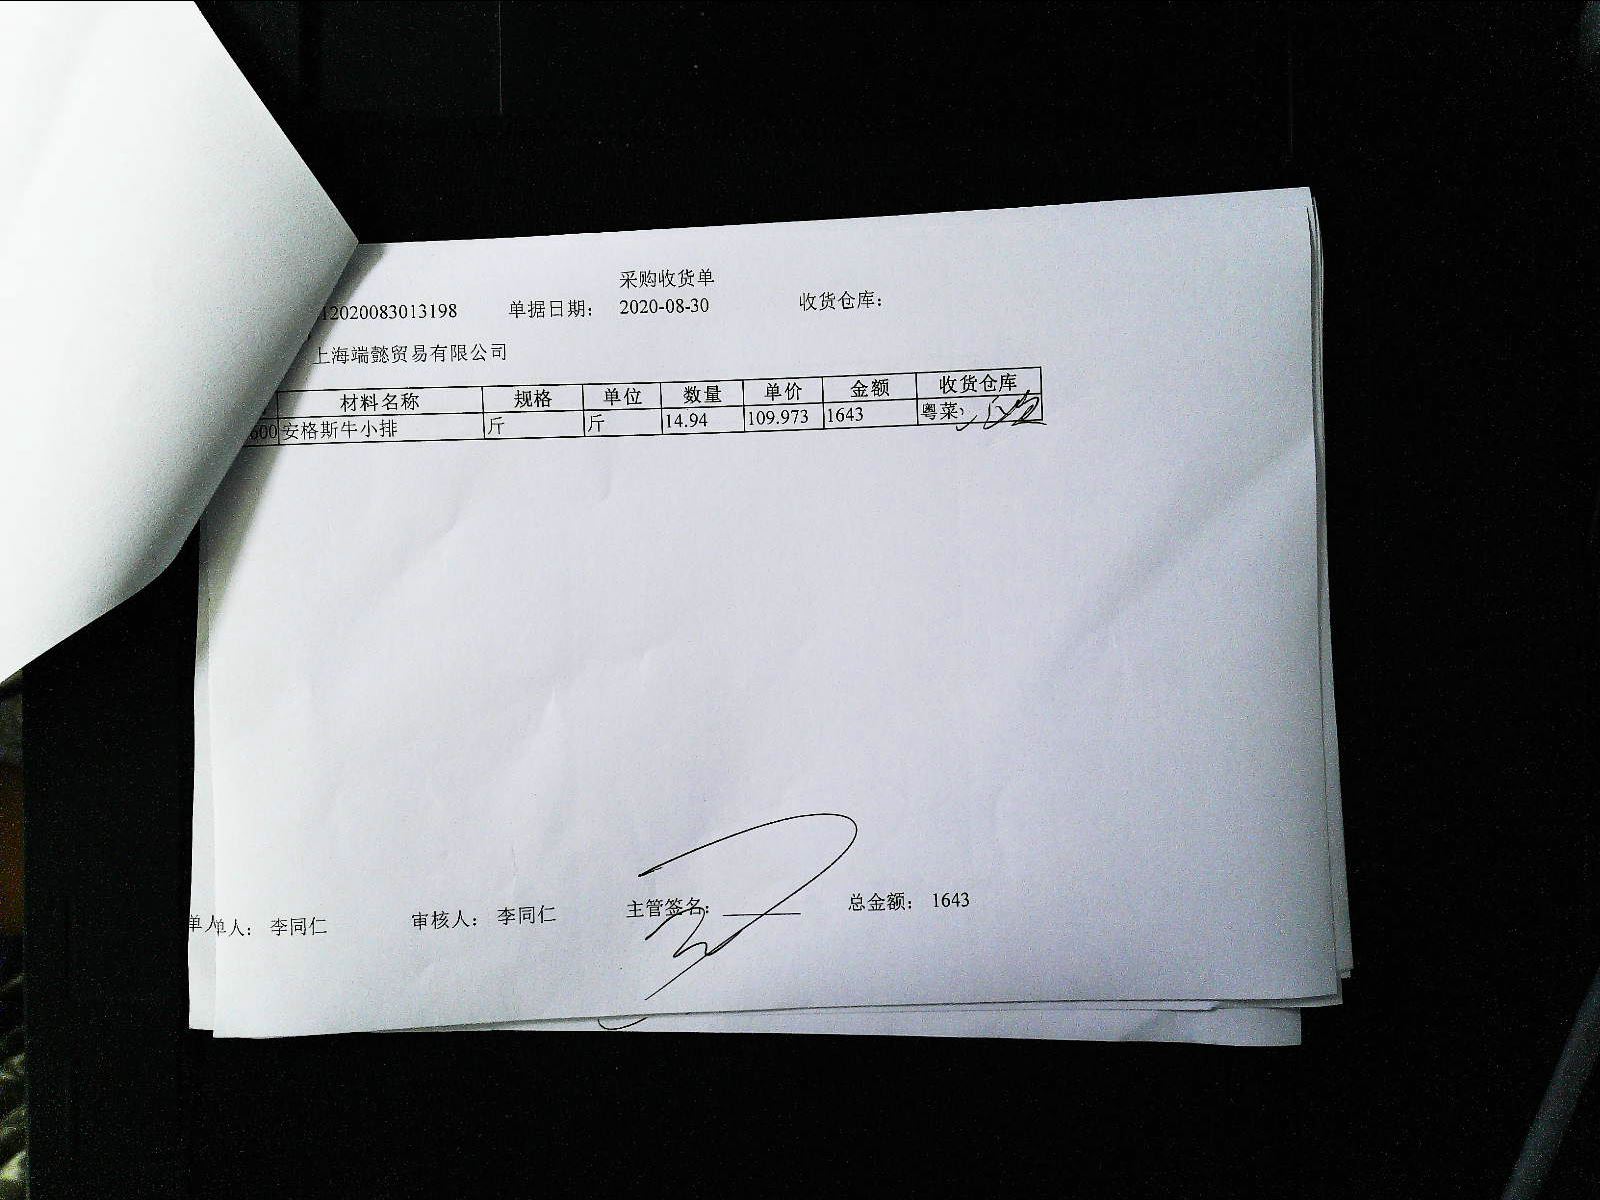 采购收货单
12020083013198 单据日期： 2020-08-30 收货仓库：
上海端懿贸易有限公司
材料名称 规格 单位 数量 单价 金额 收货仓库
600 安格斯牛小排 斤 斤 14.94 109.973 1643 粤菜
单人 单人： 李同仁 审核人： 李同仁 主管签名： 总金额： 1643